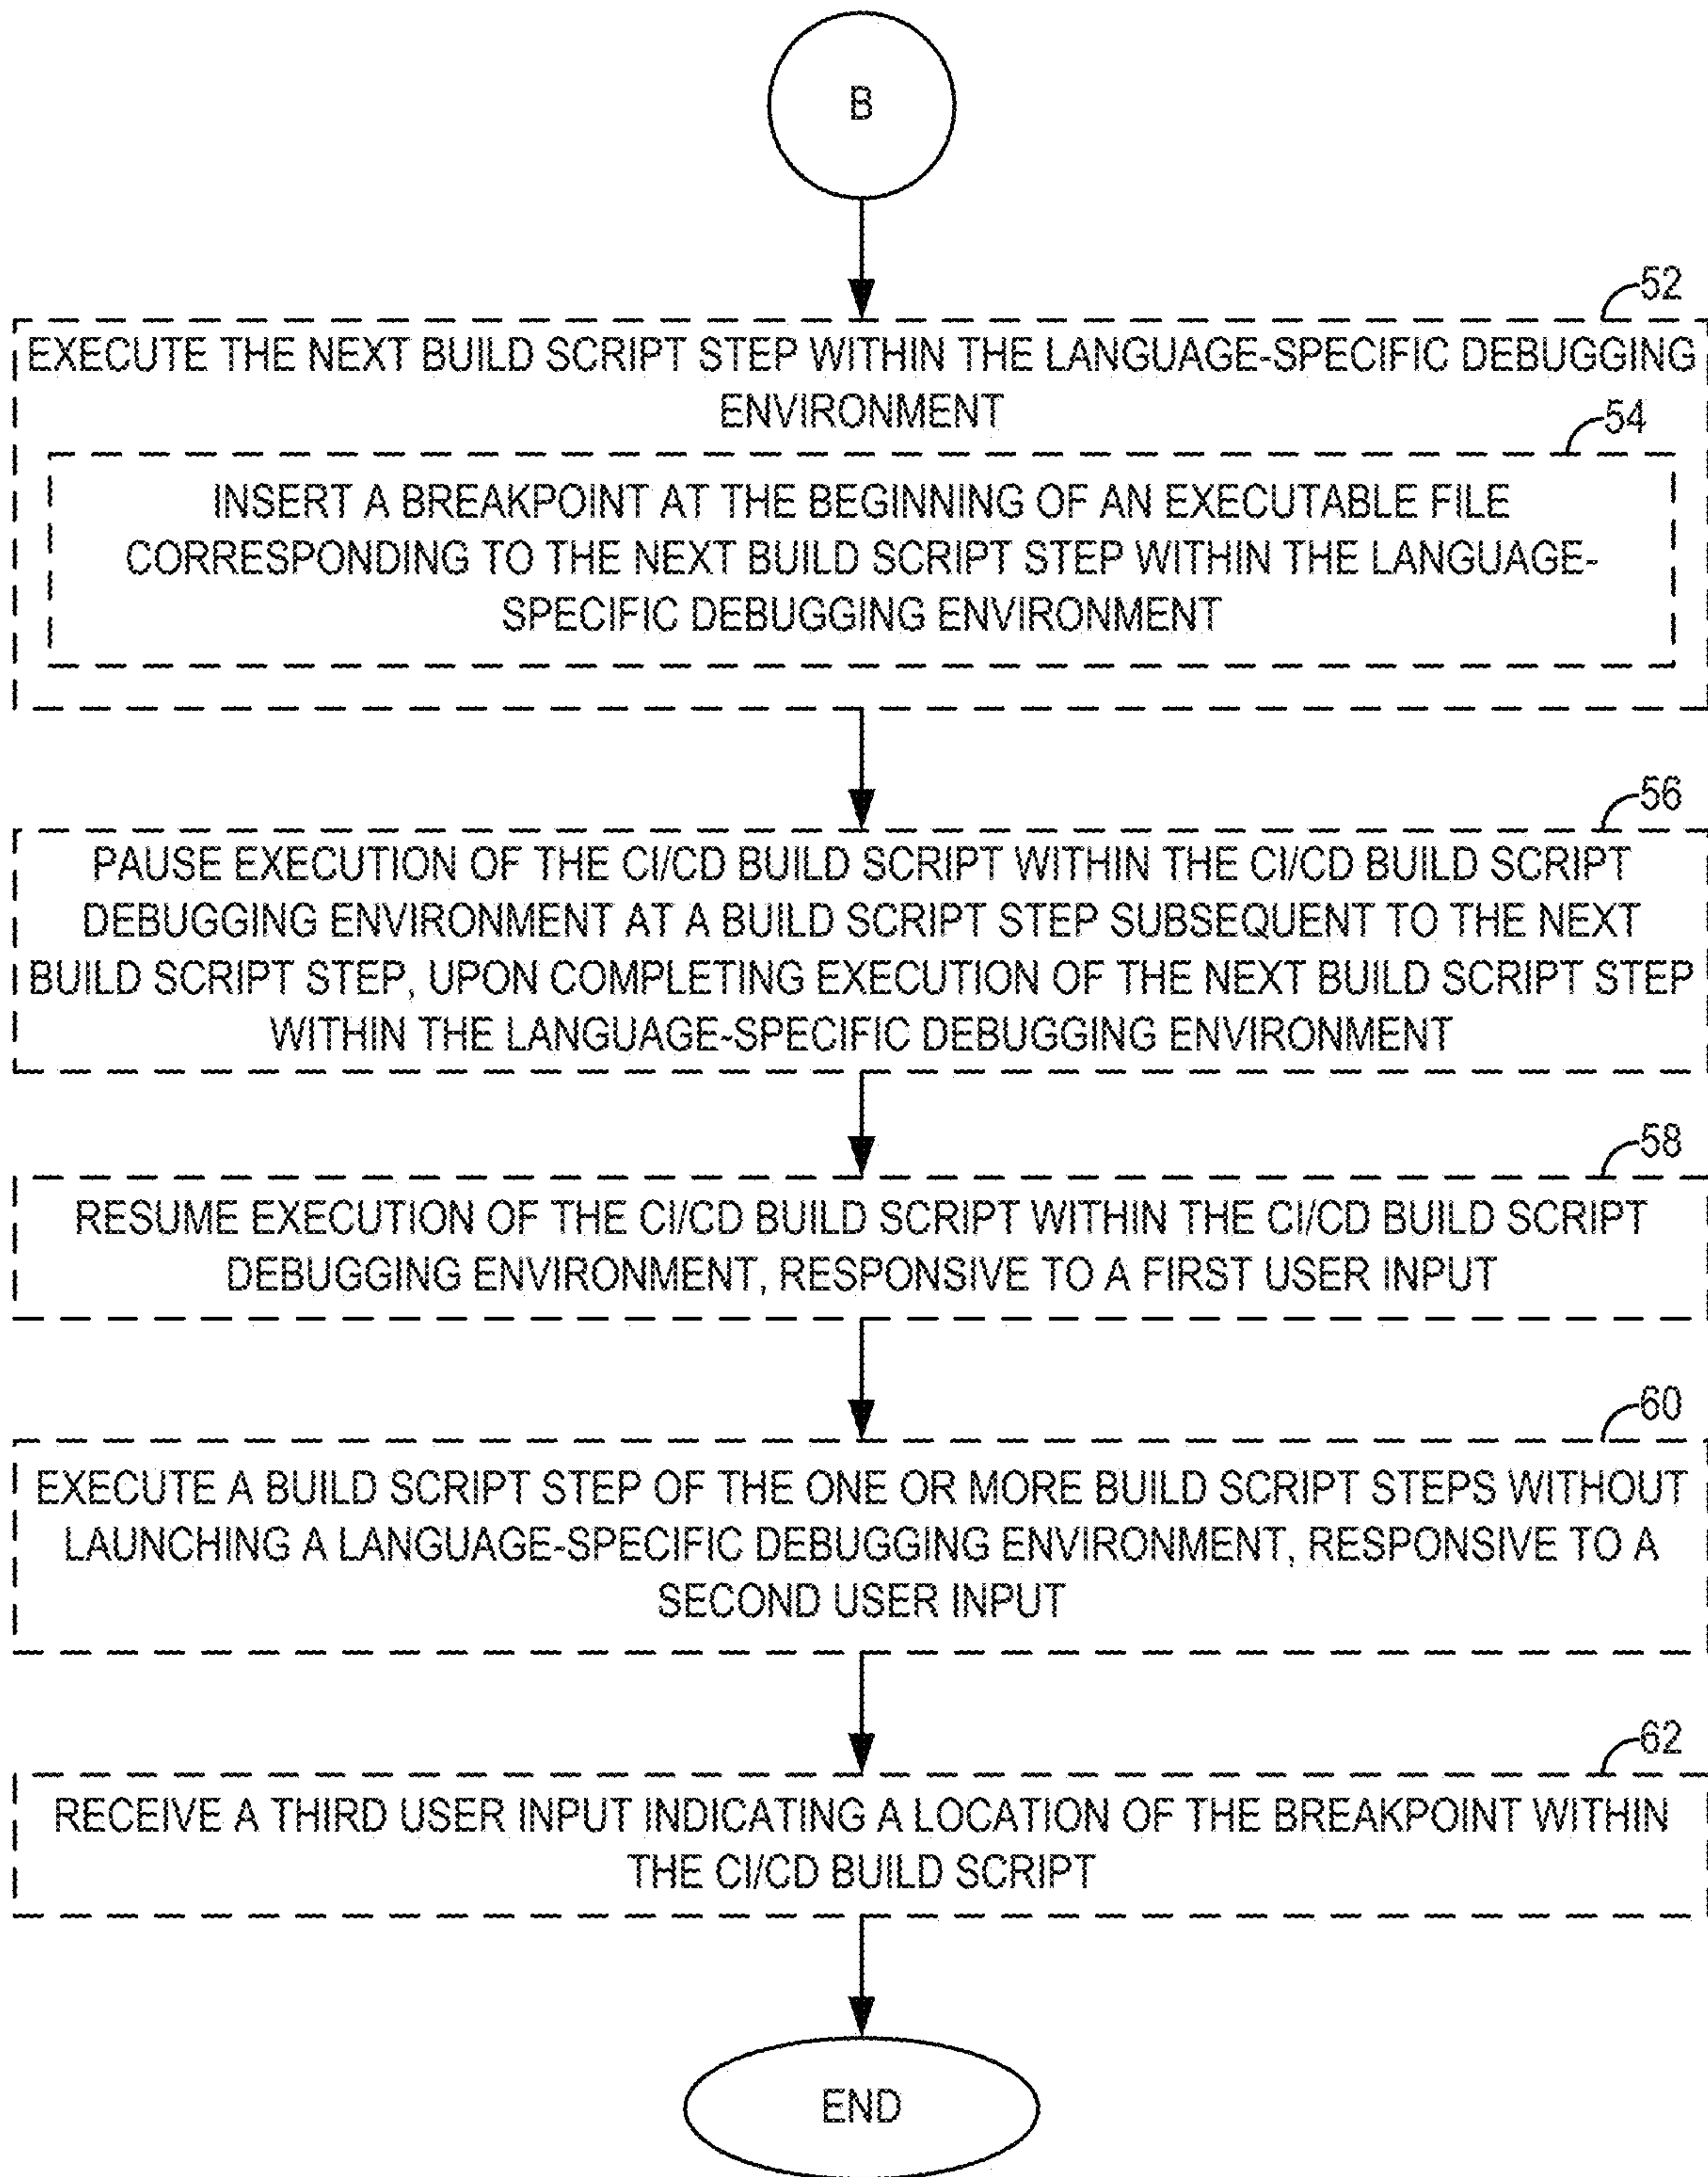 B
52
EXECUTE THE NEXT BUILD SCRIPT STEP WITHIN THE LANGUAGE-SPECIFIC DEBUGGING
ENVIRONMENT
54
INSERT A BREAKPOINT AT THE BEGINNING OF AN EXECUTABLE FILE
CORRESPONDING TO THE NEXT BUILD SCRIPT STEP WITHIN THE LANGUAGE-
SPECIFIC DEBUGGING ENVIRONMENT
56
PAUSE EXECUTION OF THE CI/CD BUILD SCRIPT WITHIN THE CI/CD BUILD SCRIPT
DEBUGGING ENVIRONMENT AT A BUILD SCRIPT STEP SUBSEQUENT TO THE NEXT
BUILD SCRIPT STEP, UPON COMPLETING EXECUTION OF THE NEXT BUILD SCRIPT STEP
WITHIN THE LANGUAGE-SPECIFIC DEBUGGING ENVIRONMENT
58
RESUME EXECUTION OF THE CI/CD BUILD SCRIPT WITHIN THE CI/CD BUILD SCRIPT
DEBUGGING ENVIRONMENT, RESPONSIVE TO A FIRST USER INPUT
60
EXECUTE A BUILD SCRIPT STEP OF THE ONE OR MORE BUILD SCRIPT STEPS WITHOUT
LAUNCHING A LANGUAGE-SPECIFIC DEBUGGING ENVIRONMENT, RESPONSIVE TO A
SECOND USER INPUT
62
RECEIVE A THIRD USER INPUT INDICATING A LOCATION OF THE BREAKPOINT WITHIN
THE CI/CD BUILD SCRIPT
END